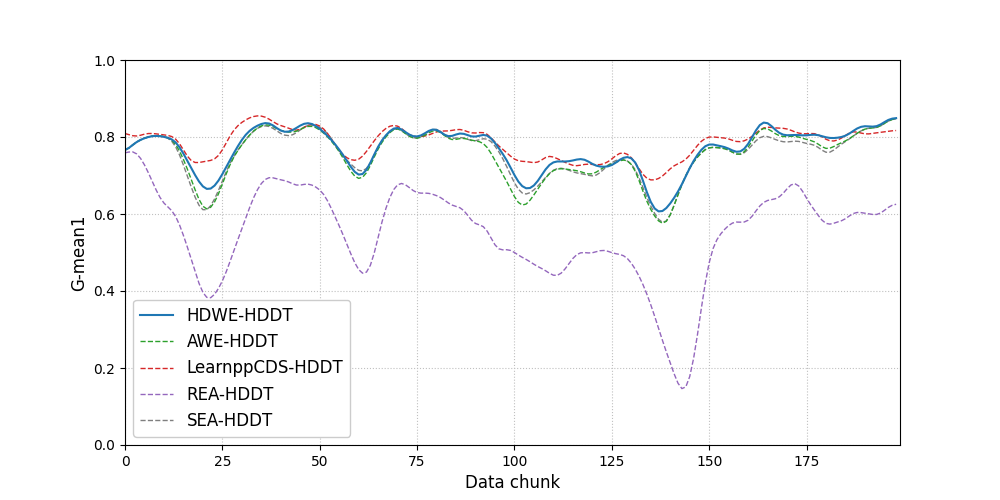 1.0
0.8
0.6
0.4
0.2
0.0
G-mean1
HDWE-HDDT
AWE-HDDT
LearnppCDS-HDDT
REA-HDDT
SEA-HDDT
0 25 50 75 100 125 150 175
Data chunk